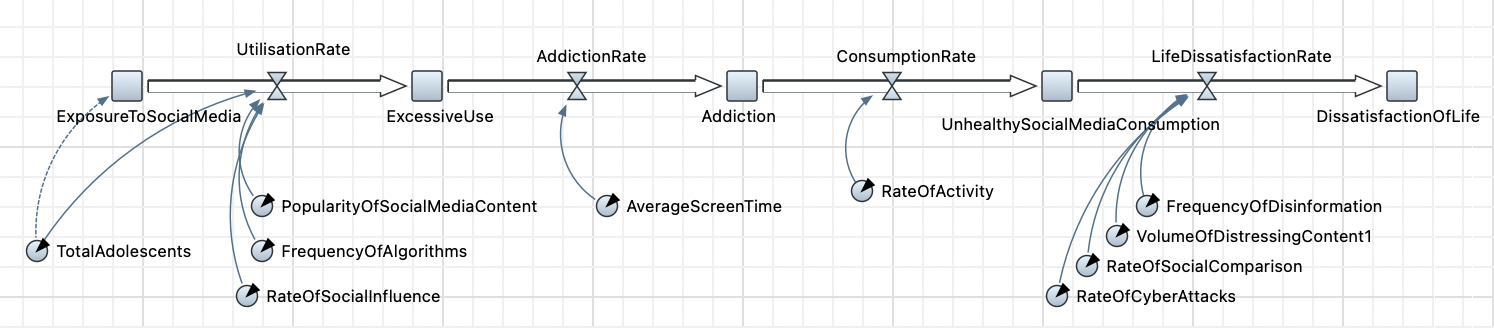 UtilisationRate
AddictionRate
ConsumptionRate
LifeDissatisfactionRate
ExposureToSocialMedia
ExcessiveUse
Addiction
UnhealthySocialMediaConsumption
DissatisfactionOfLife
RateOfActivity
PopularityOfSocialMediaContent
AverageScreenTime
FrequencyOfDisinformation
VolumeOfDistressingContent1
TotalAdolescents
FrequencyOfAlgorithms
RateOfSocialComparison
RateOfSocialInfluence
RateOfCyberAttacks